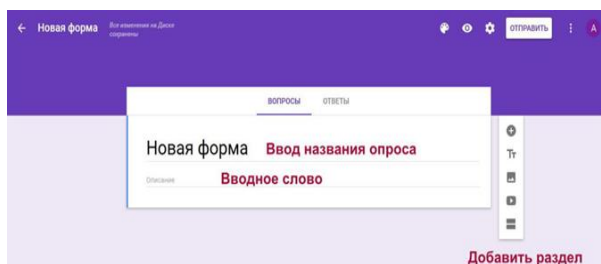 Новая форма
Все изменения на Диске
сохранены
ОТПРАВИТЬ
А
ВОПРОСЫ ОТВЕТЫ
Новая форма Ввод названия опроса
Tт
Описание Вводное слово
Добавить раздел